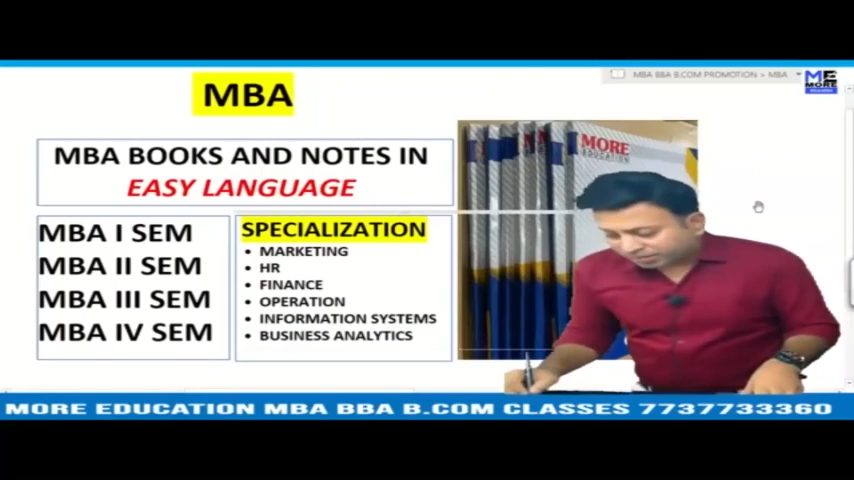 MBA BBA B.COM PROMOTION > MBA
MORE
MBA
MBA BOOKS AND NOTES IN
EASY LANGUAGE
MORE
EDUCATION
MBA I SEM
MBA II SEM
MBA III SEM
MBA IV SEM
SPECIALIZATION
• MARKETING
• HR
• FINANCE
• OPERATION
• INFORMATION SYSTEMS
• BUSINESS ANALYTICS
MORE EDUCATION MBA BBA B.COM CLASSES 7737733360